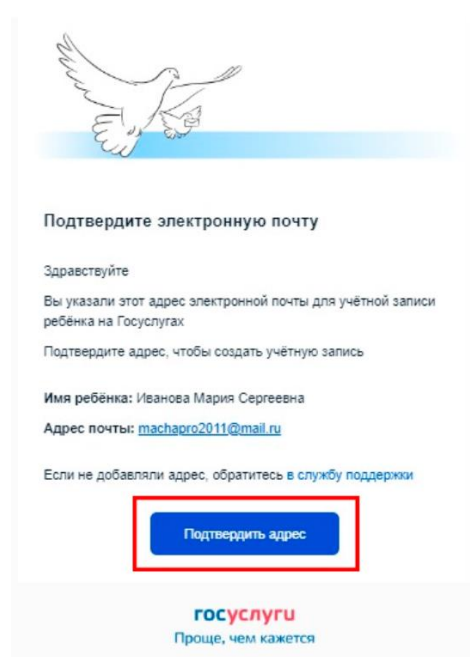 Подтвердите электронную почту
Здравствуйте
Вы указали этот адрес электронной почты для учётной записи
ребёнка на Госуслугах
Подтвердите адрес, чтобы создать учётную запись
Имя ребёнка: Иванова Мария Сергеевна
Адрес почты: machapro2011@mail.ru
Если не добавляли адрес, обратитесь в службу поддержки
Подтвердить адрес
госуслуги
Проще, чем кажется